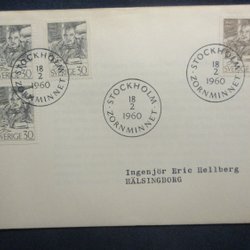 STOCKHOLM
18
2
1960
ZORNMINNET
STOCKHOLM
18
2
1960
ZORNMINNET
STOCKHOLM
18
2
1960
ZORNMINNET
SVERIGE 30
SVERIGE 30
Ingenjör Eric Hellberg
HÄLSINGBORG